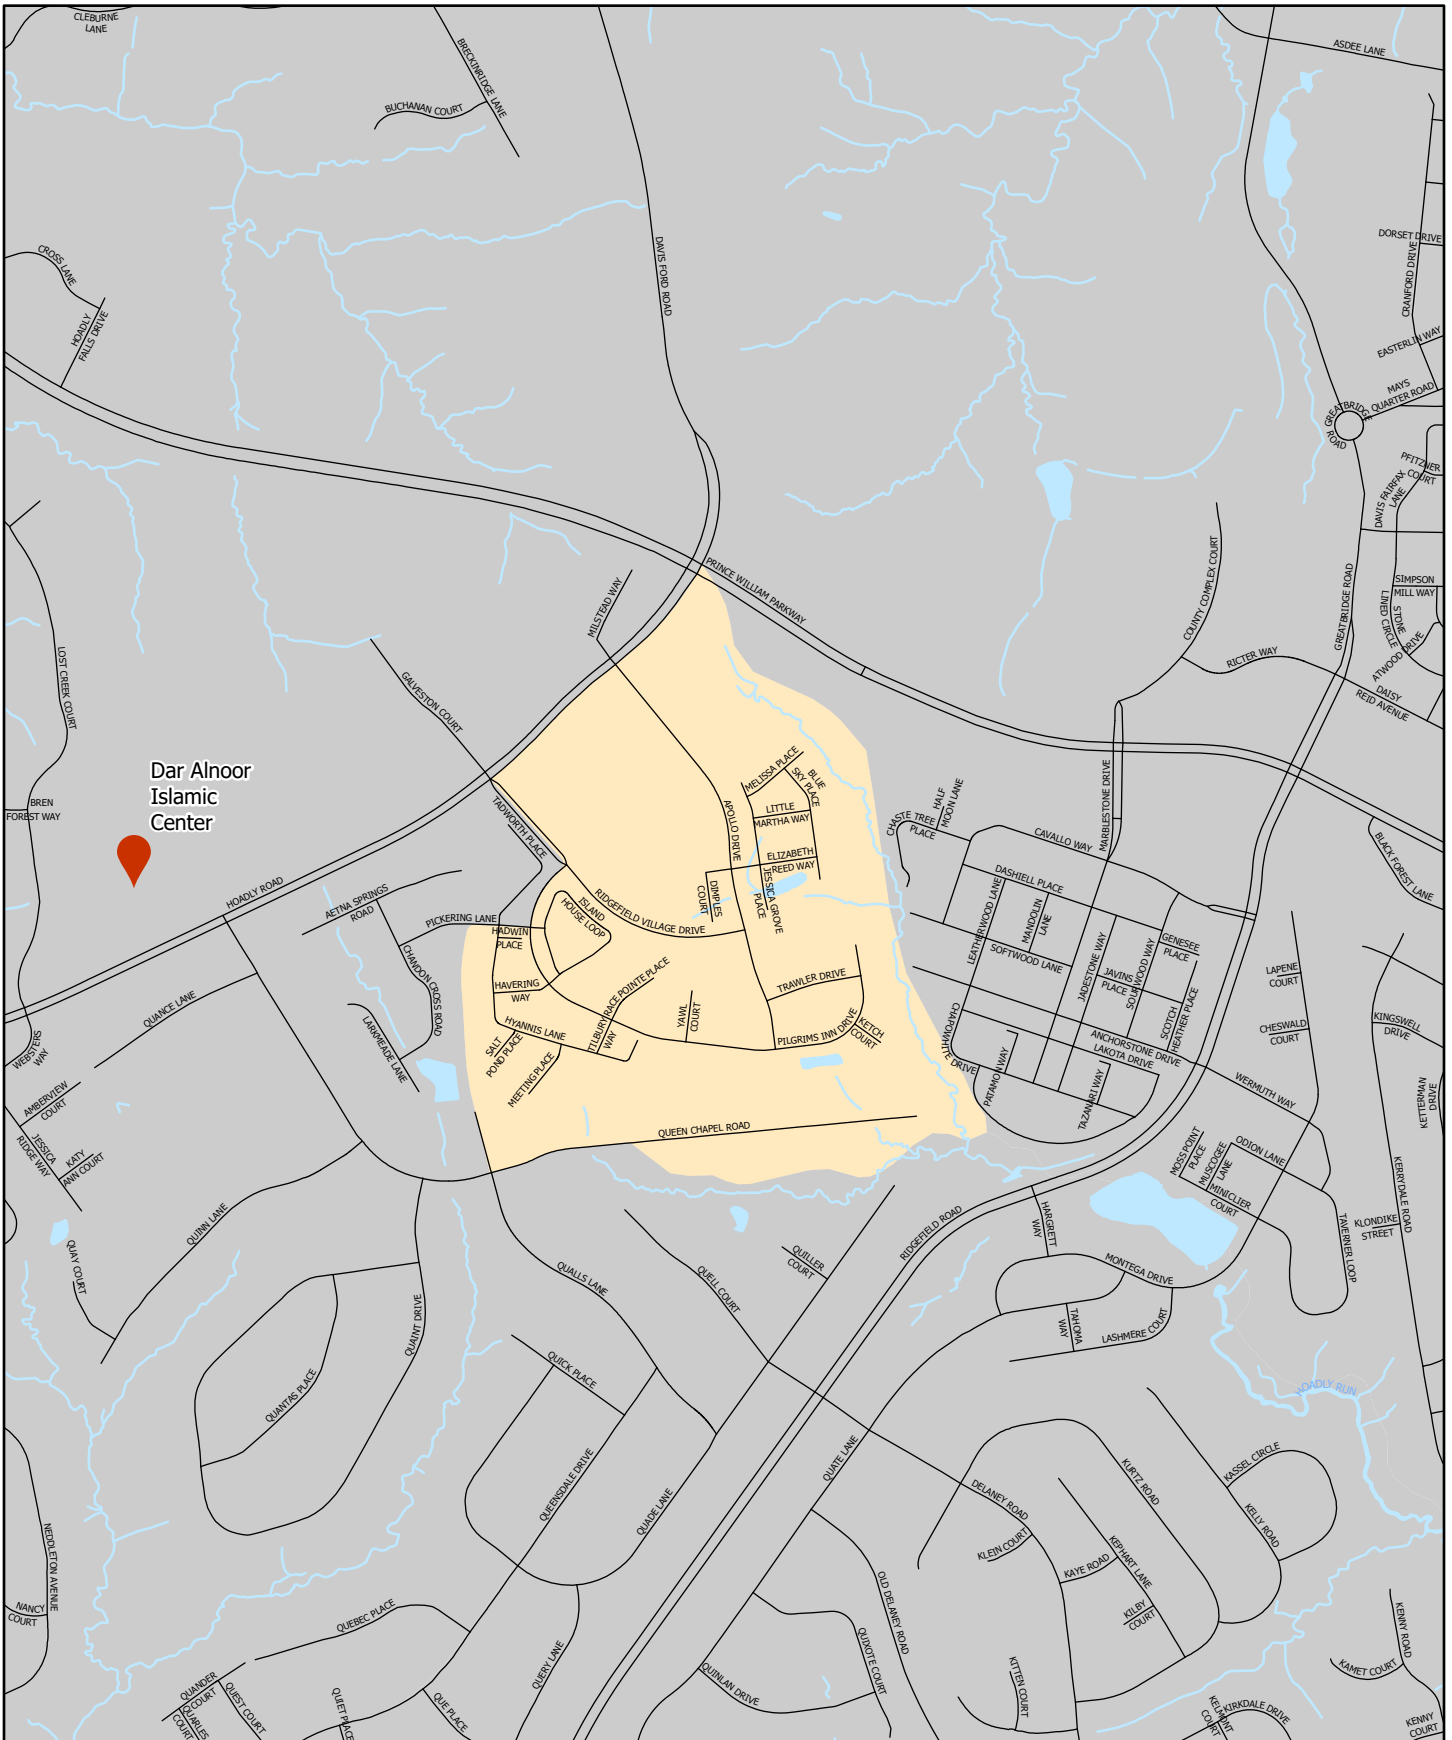 CLEBURNE
LANE
BRECKINRIDGE LANE
BUCHANAN COURT
ASDEE LANE
CROSS LANE
HOADLY
FALLS DRIVE
DAVIS FORD ROAD
DORSET DRIVE
CRANFORD DRIVE
EASTERLIN WAY
MAYS
QUARTER ROAD
GREATBRIDGE
ROAD
PFITZNER
COURT
DAVIS FAIRFAX
LANE
SIMPSON
MILL WAY
STONE
LINED CIRCLE
ATWOOD DRIVE
GREATBRIDGE ROAD
COUNTY COMPLEX COURT
RICTER WAY
DAISY
REID AVENUE
PRINCE WILLIAM PARKWAY
MILSTEAD WAY
GALVESTON COURT
LOST CREEK COURT
Dar Alnoor
Islamic
Center
BREN
FOREST WAY
HOADLY ROAD
TADWORTH PLACE
APOLLO DRIVE
MELISSA PLACE
BLUE
SKY PLACE
LITTLE
MARTHA WAY
ELIZABETH
REED WAY
JESSICA GROVE
PLACE
DIMPLES
COURT
RIDGEFIELD VILLAGE DRIVE
ISLAND
HOUSE LOOP
AETNA SPRINGS
ROAD
PICKERING LANE
HADWIN
PLACE
CHANDON CROSS ROAD
HAVERING
WAY
HYANNIS LANE
SALT
POND PLACE
MEETING PLACE
TILBURY
WAY
RACE POINTE PLACE
YAWL
COURT
TRAWLER DRIVE
PILGRIMS INN DRIVE
KETCH
COURT
QUEEN CHAPEL ROAD
LARKMEADE LANE
QUANCE LANE
WEBSTERS
WAY
AMBERVIEW
COURT
JESSICA
RIDGE WAY
KATY
ANN COURT
CHASTE TREE
PLACE
HALF
MOON LANE
CAVALLO WAY
MARBLESTONE DRIVE
BLACK FOREST LANE
DASHIELL PLACE
LEATHERWOOD LANE
MANDOLIN
LANE
SOFTWOOD LANE
JADESTONE WAY
JAVINS
PLACE
SOURWOOD WAY
GENESEE
PLACE
SCOTCH
HEATHER PLACE
ANCHORSTONE DRIVE
LAKOTA DRIVE
CHAPOWHITE DRIVE
PATAMON WAY
TAZANARI WAY
LAPENE
COURT
CHESWALD
COURT
KINGSWELL
DRIVE
KETTERMAN
DRIVE
WERMUTH WAY
MOSS POINT
PLACE
MUSCOGEE
LANE
ODION LANE
MINICLIER
COURT
TAVERNER LOOP
KERRYDALE ROAD
KLONDIKE
STREET
QUINN LANE
QUAY COURT
QUAINT DRIVE
QUANTAS PLACE
QUALLS LANE
QUELL COURT
QUILLER
COURT
RIDGEFIELD ROAD
HARGRETT
WAY
MONTEGA DRIVE
TAHOMA
WAY
LASHMERE COURT
HOADLY RUN
QUICK PLACE
QUEENSDALE DRIVE
QUADE LANE
QUATE LANE
DELANEY ROAD
KLEIN COURT
KURTZ ROAD
KASSEL CIRCLE
KELLY ROAD
KEPHART LANE
KAYE ROAD
KILBY
COURT
NEDDLETON AVENUE
NANCY
COURT
QUEBEC PLACE
QUERY LANE
OLD DELANEY ROAD
QUIXOTE COURT
QUINLAN DRIVE
KITTEN COURT
KENNY ROAD
KAMET COURT
QUANDER
COURT
QUARLES
COURT
QUEST COURT
QUIET PLACE
QUE PLACE
KELMONT
COURT
KIRKDALE DRIVE
KENNY
COURT